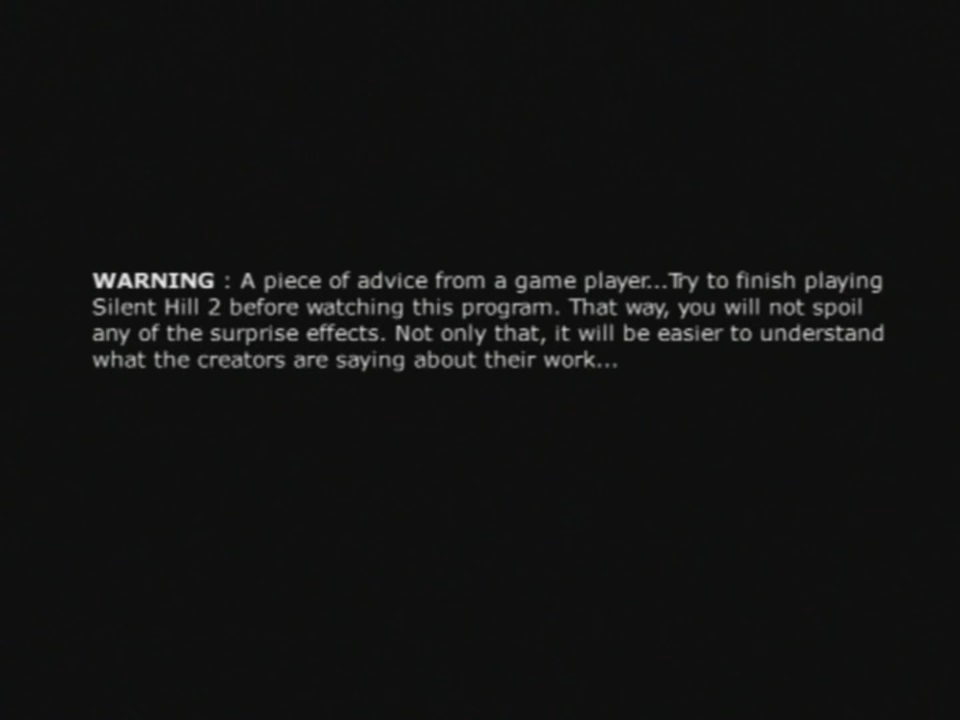 WARNING : A piece of advice from a game player...Try to finish playing
Silent Hill 2 before watching this program. That way, you will not spoil
any of the surprise effects. Not only that, it will be easier to understand
what the creators are saying about their work...